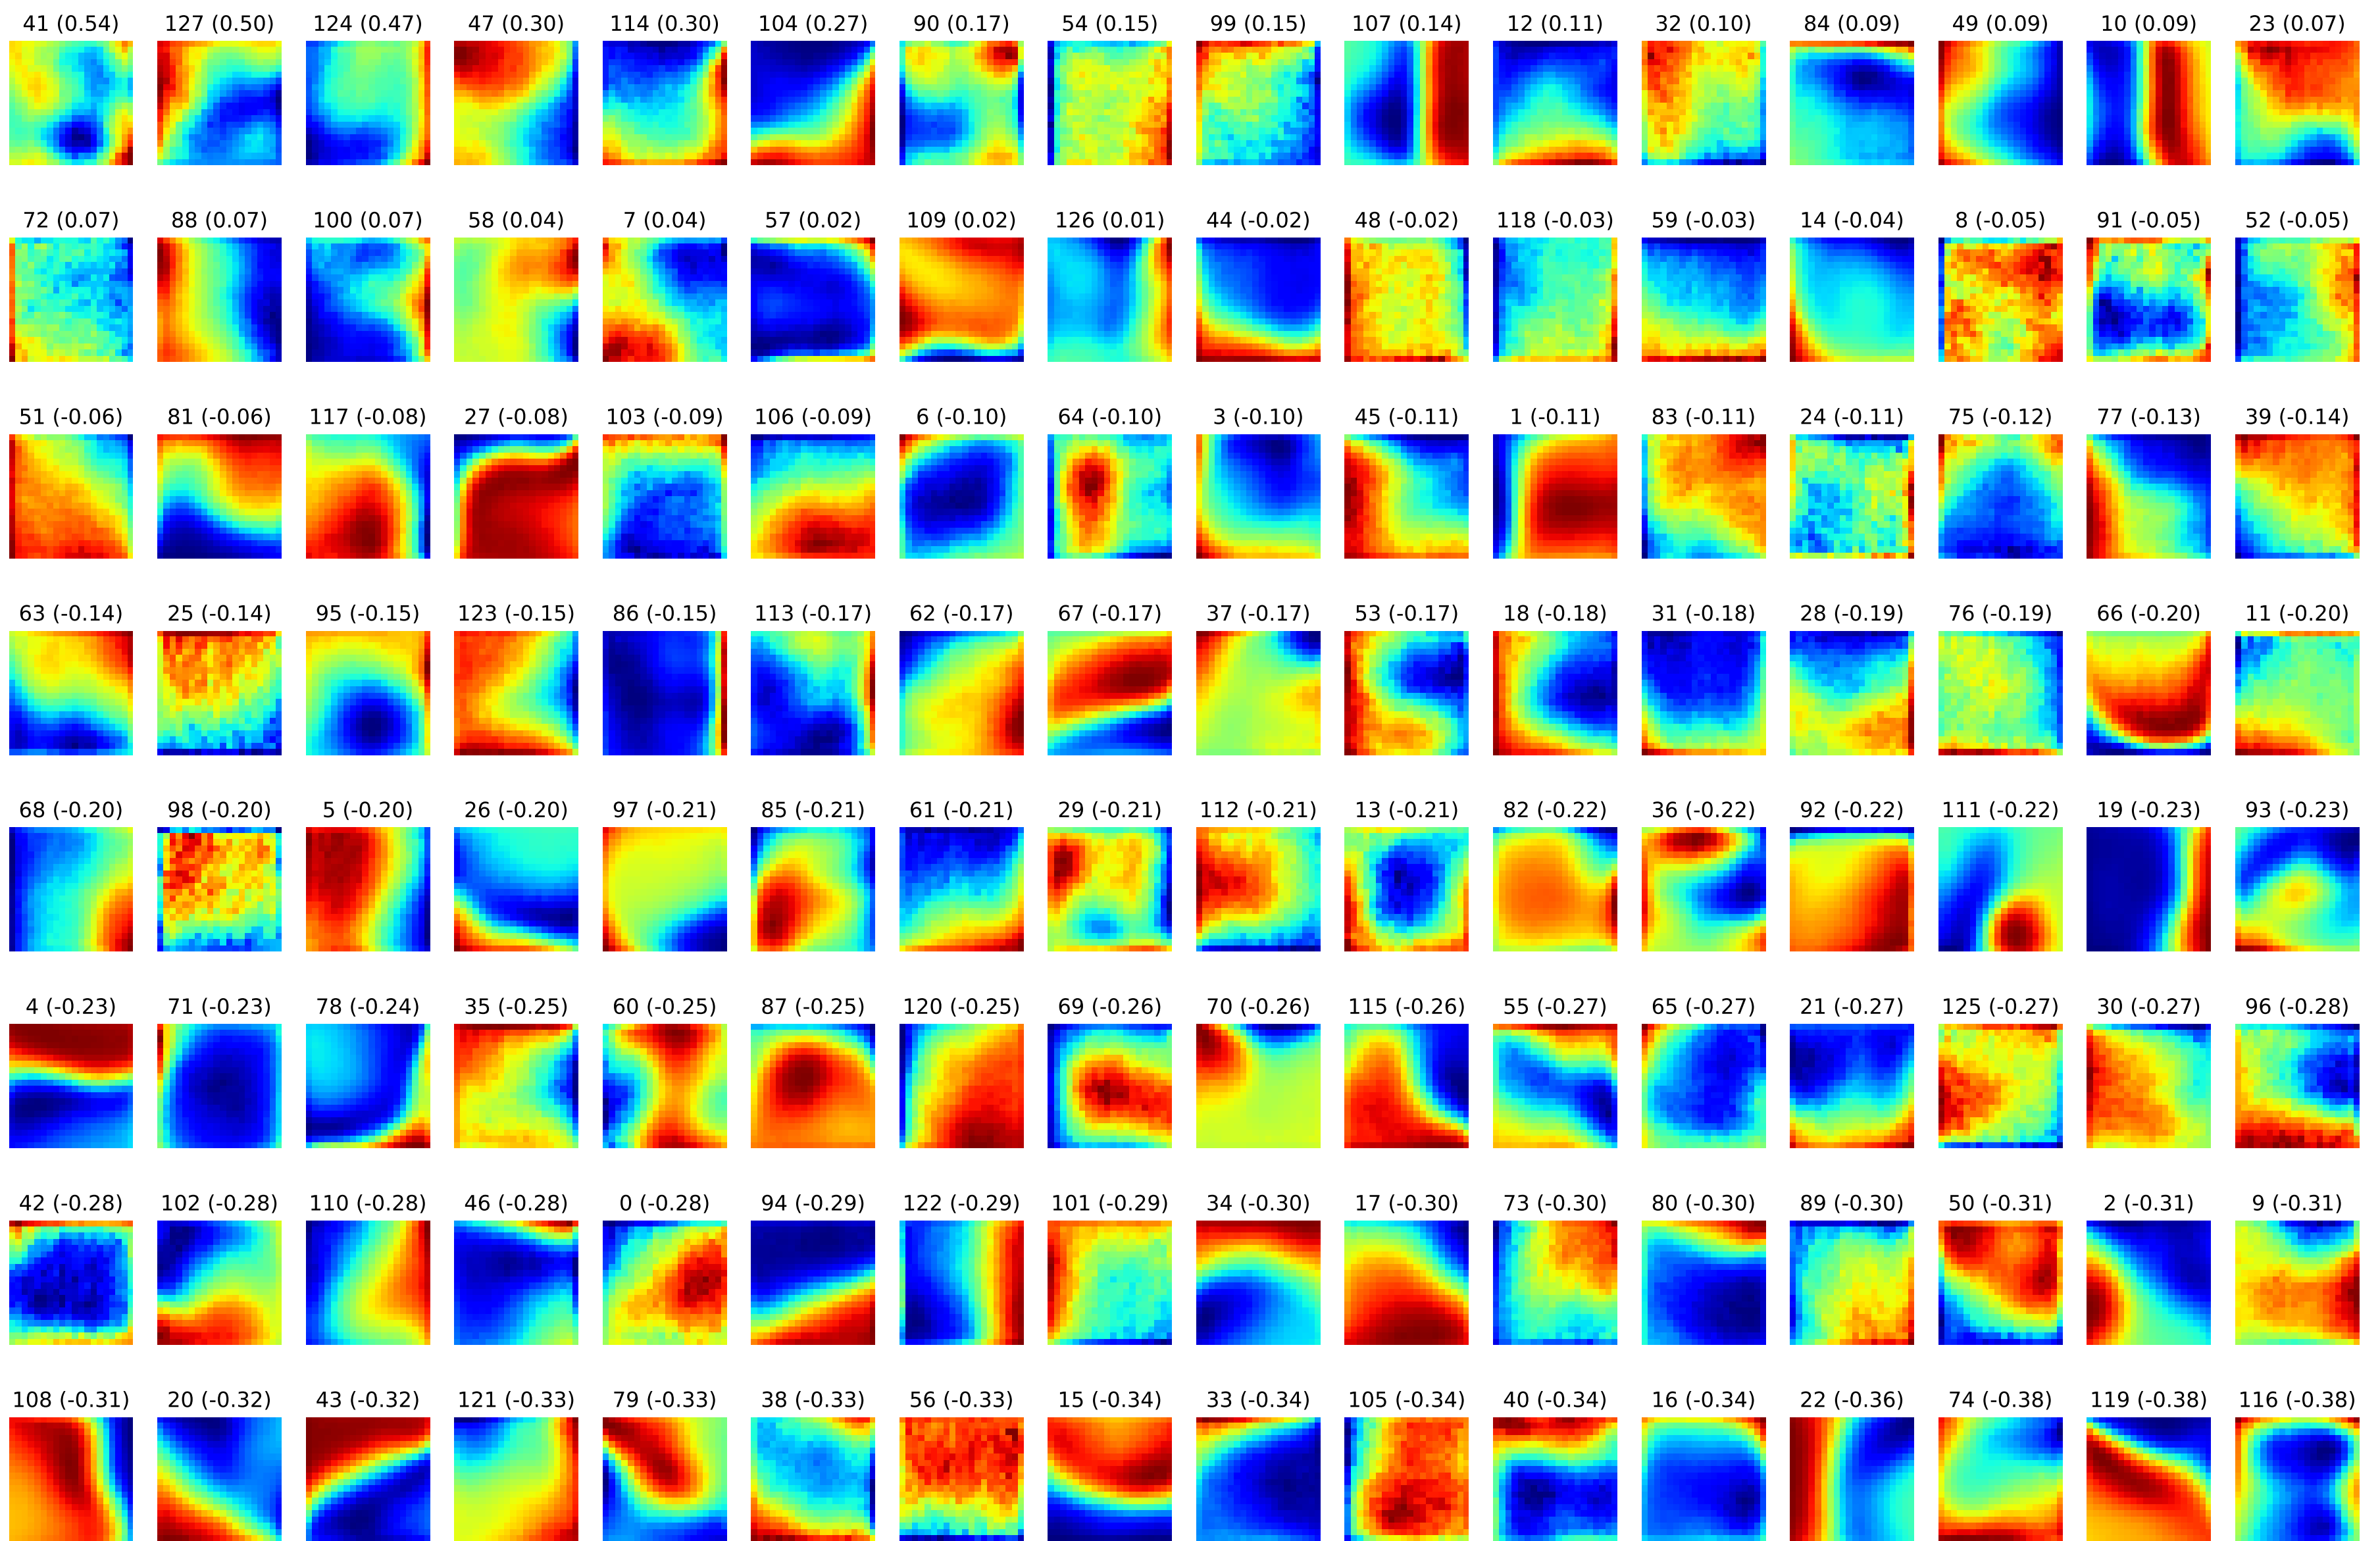 41 (0.54) 127 (0.50) 124 (0.47) 47 (0.30) 114 (0.30) 104 (0.27) 90 (0.17) 54 (0.15) 99 (0.15) 107 (0.14) 12 (0.11) 32 (0.10) 84 (0.09) 49 (0.09) 10 (0.09) 23 (0.07)
72 (0.07) 88 (0.07) 100 (0.07) 58 (0.04) 7 (0.04) 57 (0.02) 109 (0.02) 126 (0.01) 44 (-0.02) 48 (-0.02) 118 (-0.03) 59 (-0.03) 14 (-0.04) 8 (-0.05) 91 (-0.05) 52 (-0.05)
51 (-0.06) 81 (-0.06) 117 (-0.08) 27 (-0.08) 103 (-0.09) 106 (-0.09) 6 (-0.10) 64 (-0.10) 3 (-0.10) 45 (-0.11) 1 (-0.11) 83 (-0.11) 24 (-0.11) 75 (-0.12) 77 (-0.13) 39 (-0.14)
63 (-0.14) 25 (-0.14) 95 (-0.15) 123 (-0.15) 86 (-0.15) 113 (-0.17) 62 (-0.17) 67 (-0.17) 37 (-0.17) 53 (-0.17) 18 (-0.18) 31 (-0.18) 28 (-0.19) 76 (-0.19) 66 (-0.20) 11 (-0.20)
68 (-0.20) 98 (-0.20) 5 (-0.20) 26 (-0.20) 97 (-0.21) 85 (-0.21) 61 (-0.21) 29 (-0.21) 112 (-0.21) 13 (-0.21) 82 (-0.22) 36 (-0.22) 92 (-0.22) 111 (-0.22) 19 (-0.23) 93 (-0.23)
4 (-0.23) 71 (-0.23) 78 (-0.24) 35 (-0.25) 60 (-0.25) 87 (-0.25) 120 (-0.25) 69 (-0.26) 70 (-0.26) 115 (-0.26) 55 (-0.27) 65 (-0.27) 21 (-0.27) 125 (-0.27) 30 (-0.27) 96 (-0.28)
42 (-0.28) 102 (-0.28) 110 (-0.28) 46 (-0.28) 0 (-0.28) 94 (-0.29) 122 (-0.29) 101 (-0.29) 34 (-0.30) 17 (-0.30) 73 (-0.30) 80 (-0.30) 89 (-0.30) 50 (-0.31) 2 (-0.31) 9 (-0.31)
108 (-0.31) 20 (-0.32) 43 (-0.32) 121 (-0.33) 79 (-0.33) 38 (-0.33) 56 (-0.33) 15 (-0.34) 33 (-0.34) 105 (-0.34) 40 (-0.34) 16 (-0.34) 22 (-0.36) 74 (-0.38) 119 (-0.38) 116 (-0.38)